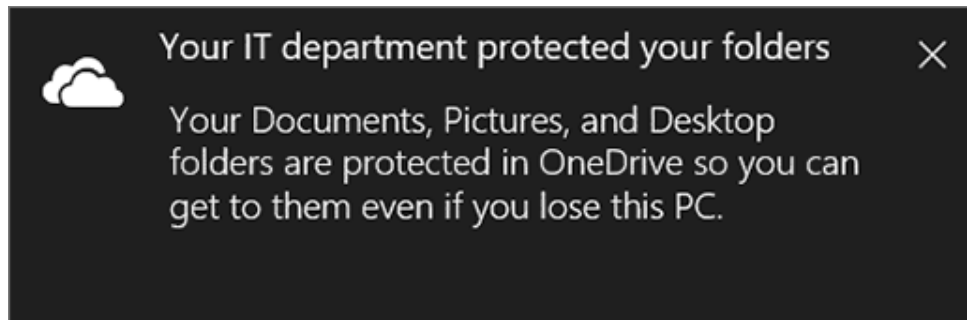 Your IT department protected your folders
Your Documents, Pictures, and Desktop
folders are protected in OneDrive so you can
get to them even if you lose this PC.